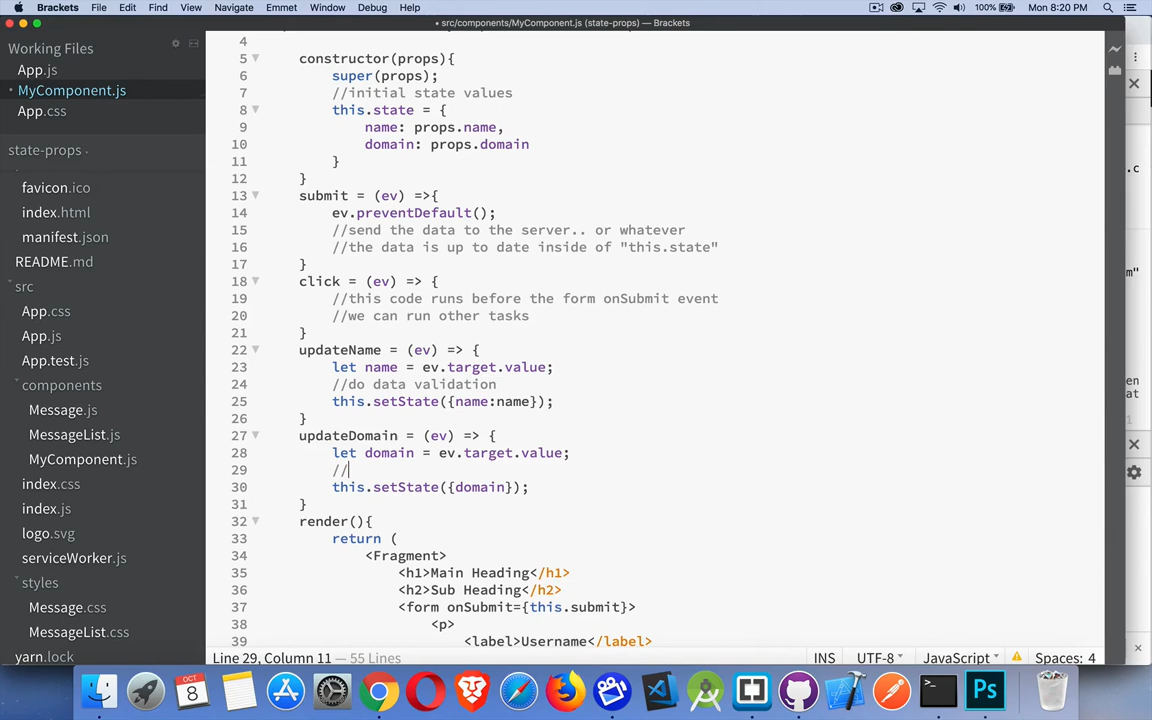 Brackets File Edit Find View Navigate Emmet Window Debug Help 100% Mon 8:20 PM
• src/components/MyComponent.js (state-props) — Brackets
Working Files
App.js
• MyComponent.js
App.css
state-props
favicon.ico
index.html
manifest.json
README.md
src
App.css
App.js
App.test.js
components
Message.js
MessageList.js
MyComponent.js
index.css
index.js
logo.svg
serviceWorker.js
styles
Message.css
MessageList.css
yarn.lock
4
5 constructor(props){
6 super(props);
7 //initial state values
8 this.state = {
9 name: props.name,
10 domain: props.domain
11 }
12 }
13 submit = (ev) =>{
14 ev.preventDefault();
15 //send the data to the server.. or whatever
16 //the data is up to date inside of "this.state"
17 }
18 click = (ev) => {
19 //this code runs before the form onSubmit event
20 //we can run other tasks
21 }
22 updateName = (ev) => {
23 let name = ev.target.value;
24 //do data validation
25 this.setState({name:name});
26 }
27 updateDomain = (ev) => {
28 let domain = ev.target.value;
29 //
30 this.setState({domain});
31 }
32 render(){
33 return (
34 <Fragment>
35 <h1>Main Heading</h1>
36 <h2>Sub Heading</h2>
37 <form onSubmit={this.submit}>
38 <p>
39 <label>Username</label>
Line 29, Column 11 — 55 Lines INS UTF-8 JavaScript Spaces: 4
.c
m"
en
at
1
OCT
8
Ps